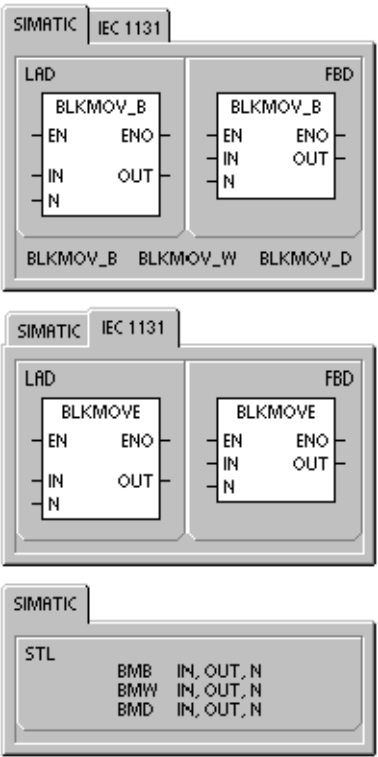 SIMATIC IEC 1131
LAD FBD
BLKMOV_B BLKMOV_B
EN ENO EN ENO
IN OUT IN OUT
N N
BLKMOV_B BLKMOV_W BLKMOV_D
SIMATIC IEC 1131
LAD FBD
BLKMOVE BLKMOVE
EN ENO EN ENO
IN OUT IN OUT
N N
SIMATIC
STL
BMB IN, OUT, N
BMW IN, OUT, N
BMD IN, OUT, N